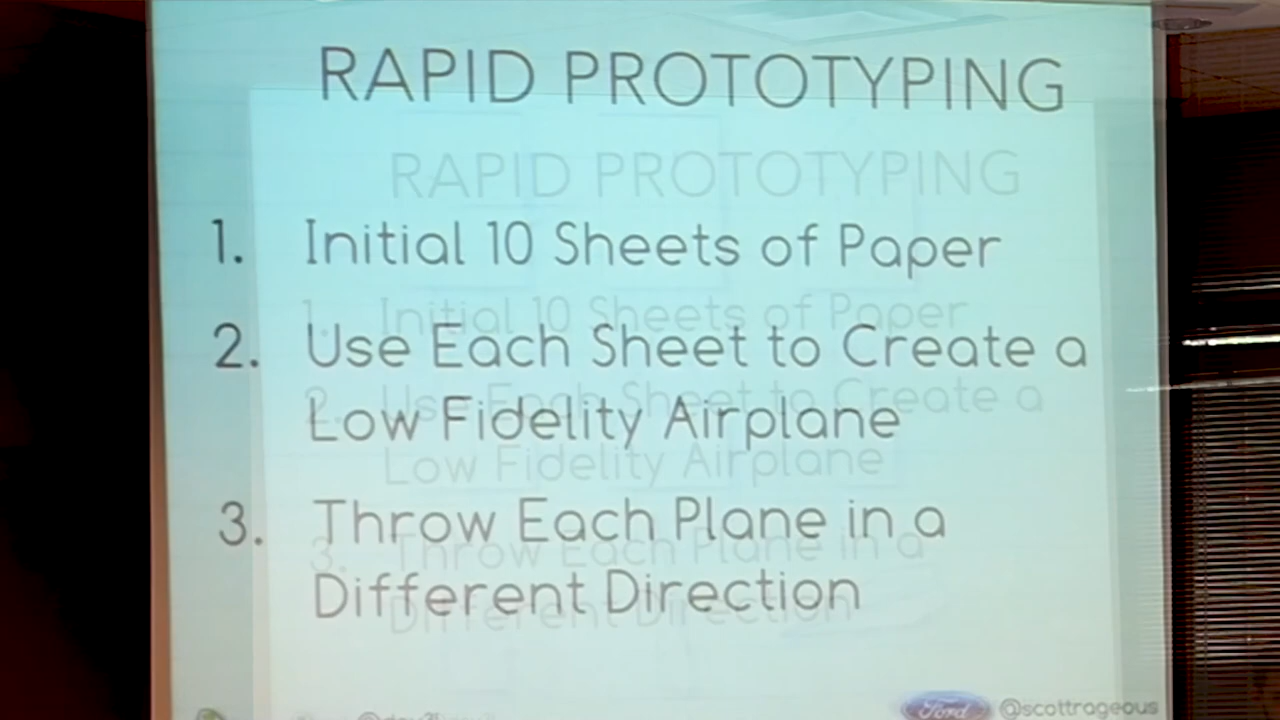 RAPID PROTOTYPING
1. Initial 10 Sheets of Paper
2. Use Each Sheet to Create a
Low Fidelity Airplane
3. Throw Each Plane in a
Different Direction
Ford @scottrageous